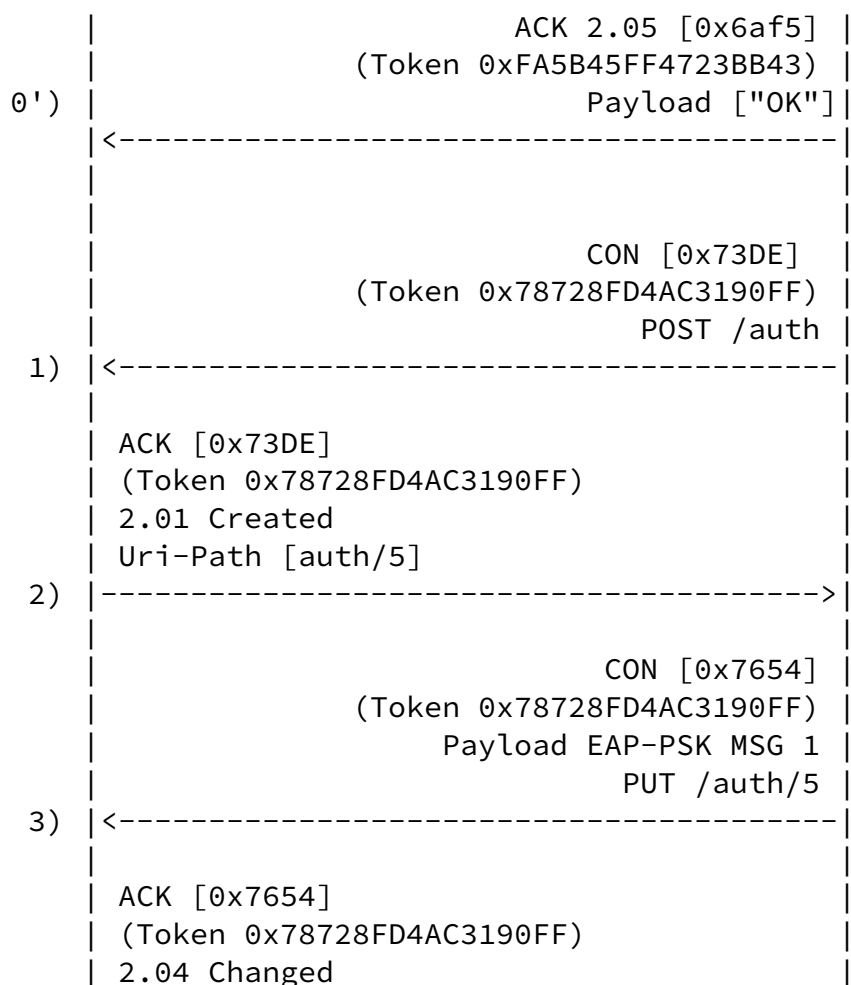 ACK 2.05 [0x6af5]
(Token 0xFA5B45FF4723BB43)
0') Payload ["OK"]
CON [0x73DE]
(Token 0x78728FD4AC3190FF)
POST /auth
1)
ACK [0x73DE]
(Token 0x78728FD4AC3190FF)
2.01 Created
Uri-Path [auth/5]
2)
CON [0x7654]
(Token 0x78728FD4AC3190FF)
Payload EAP-PSK MSG 1
PUT /auth/5
3)
ACK [0x7654]
(Token 0x78728FD4AC3190FF)
2.04 Changed